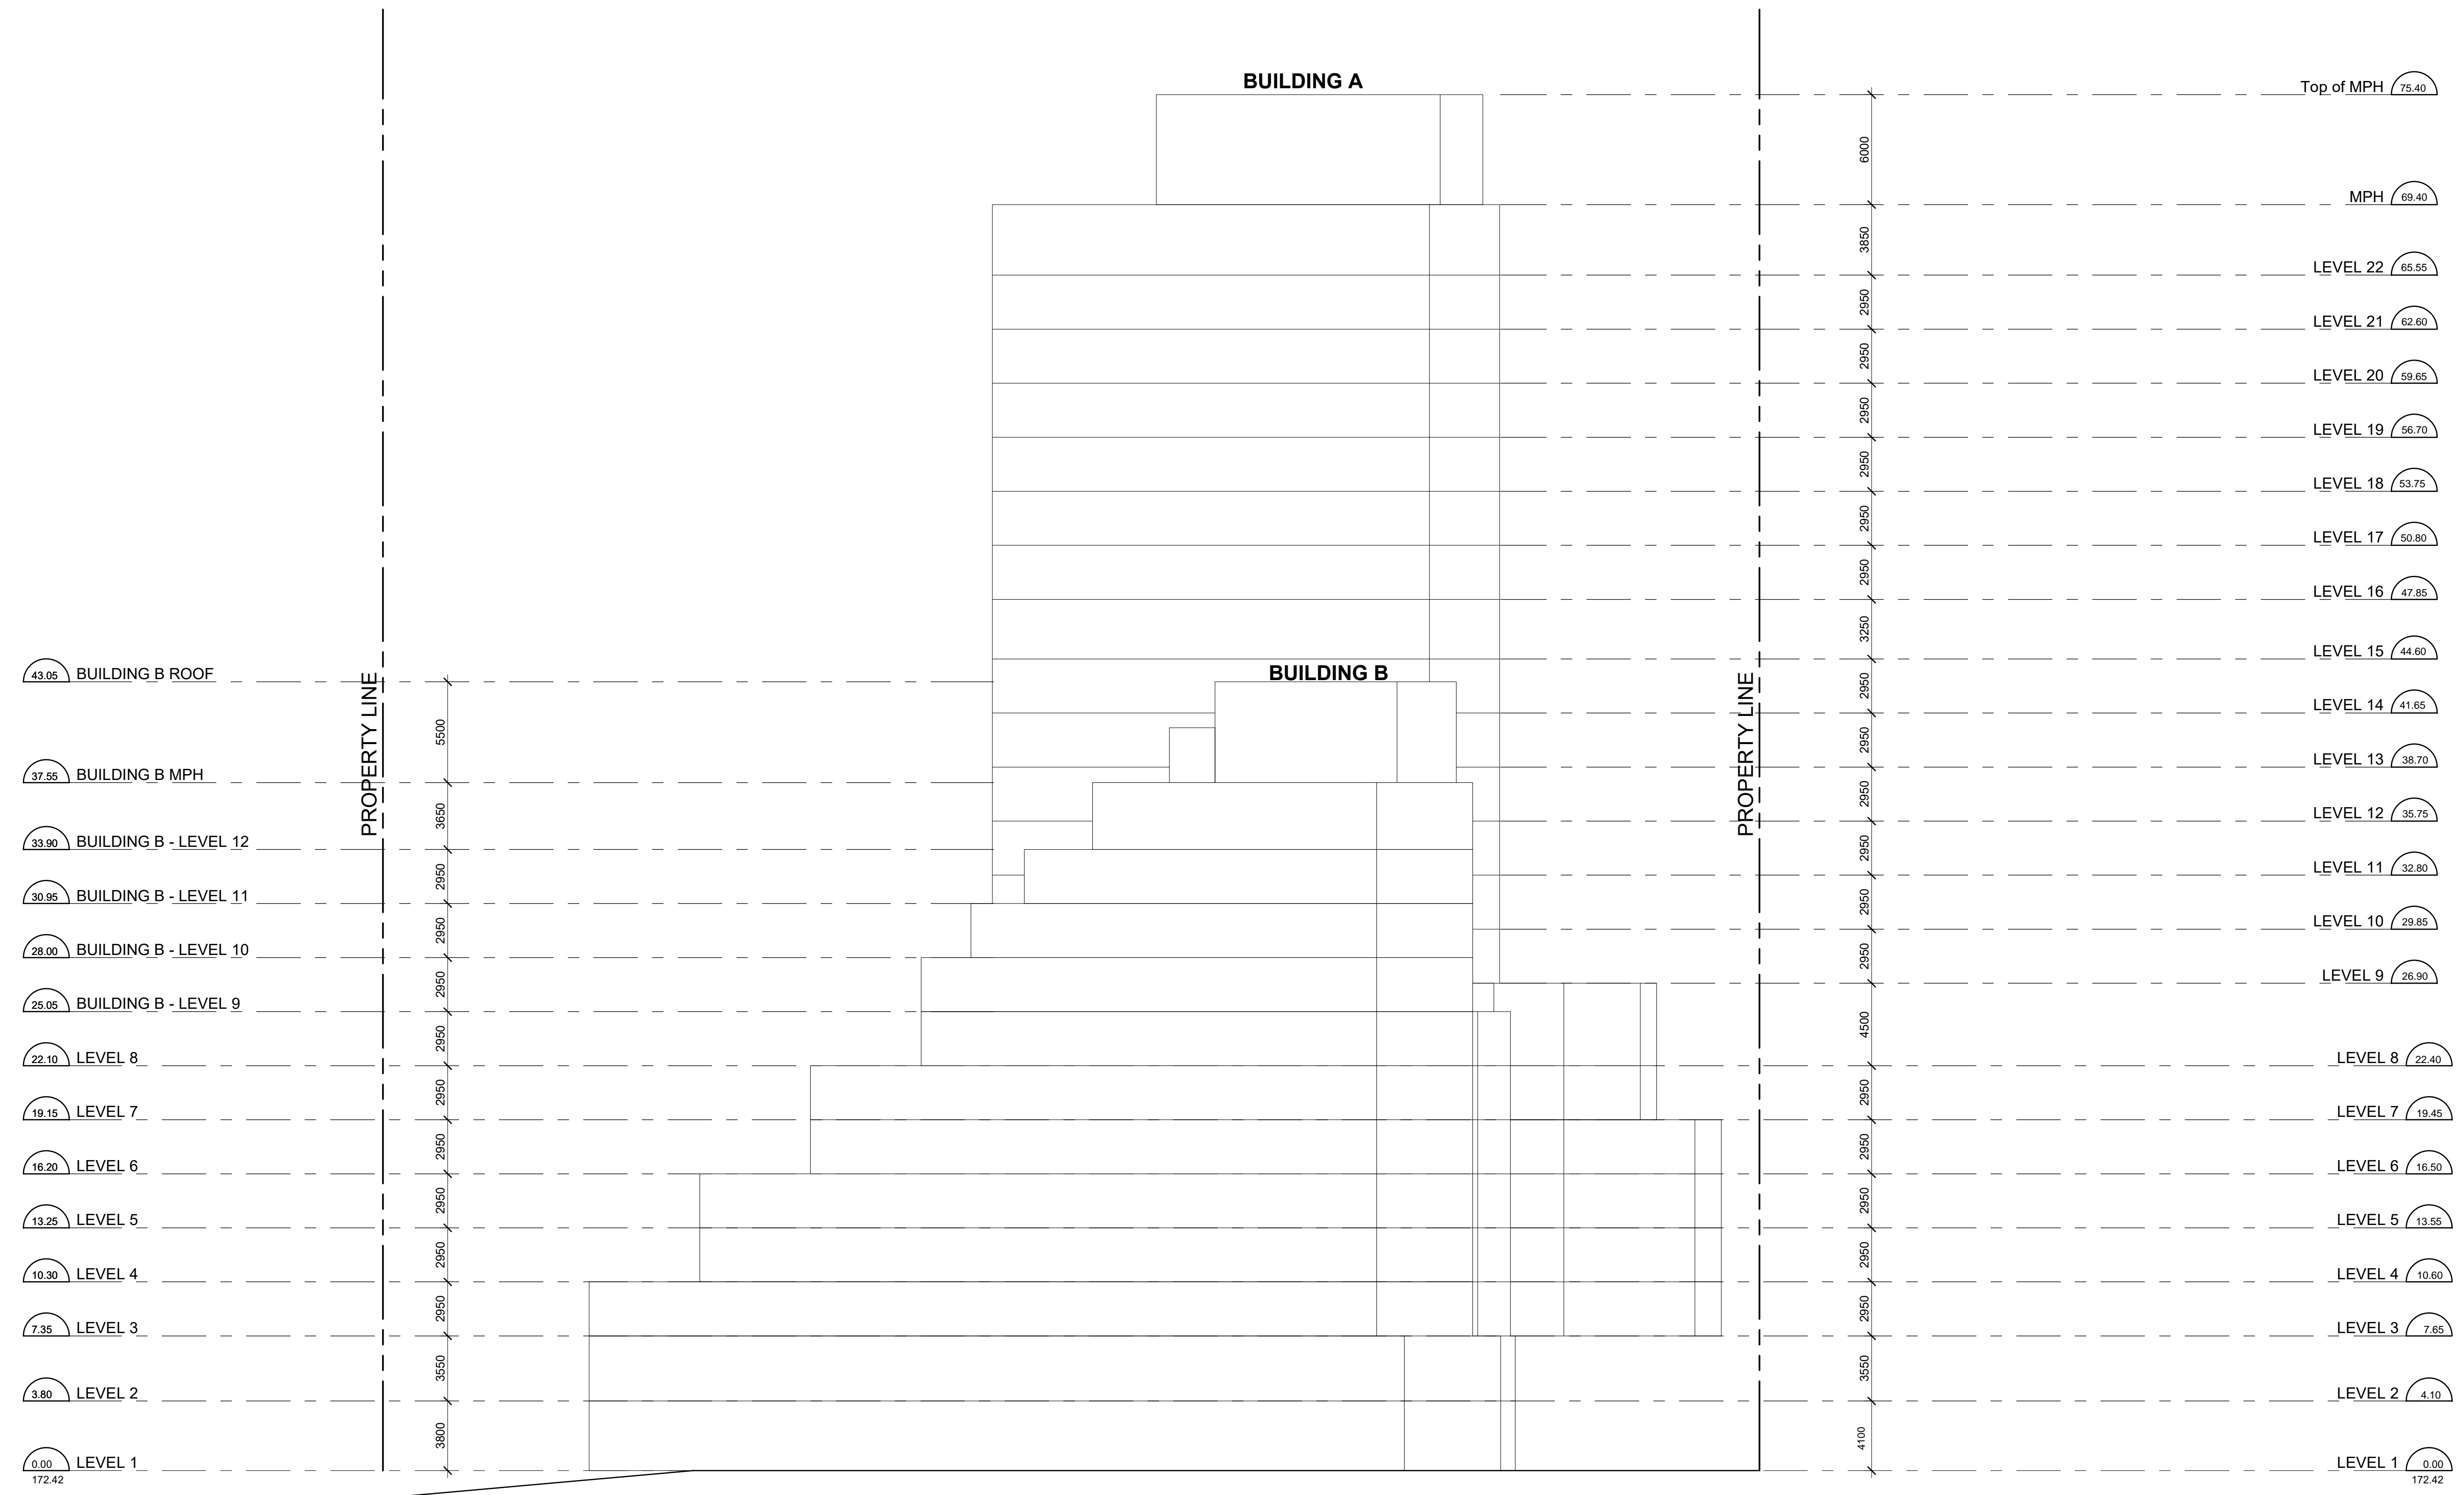 BUILDING A
Top of MPH 75.40
6000
MPH 69.40
3850
LEVEL 22 65.55
2950
LEVEL 21 62.60
2950
LEVEL 20 59.65
2950
LEVEL 19 56.70
2950
LEVEL 18 53.75
2950
LEVEL 17 50.80
2950
LEVEL 16 47.85
3250
LEVEL 15 44.60
2950
LEVEL 14 41.65
2950
LEVEL 13 38.70
2950
LEVEL 12 35.75
2950
LEVEL 11 32.80
2950
LEVEL 10 29.85
2950
LEVEL 9 26.90
4500
LEVEL 8 22.40
2950
LEVEL 7 19.45
2950
LEVEL 6 16.50
2950
LEVEL 5 13.55
2950
LEVEL 4 10.60
2950
LEVEL 3 7.65
3550
LEVEL 2 4.10
4100
LEVEL 1 0.00
172.42
PROPERTY LINE
BUILDING B
PROPERTY LINE
43.05 BUILDING B ROOF
5500
37.55 BUILDING B MPH
3650
33.90 BUILDING B - LEVEL 12
2950
30.95 BUILDING B - LEVEL 11
2950
28.00 BUILDING B - LEVEL 10
2950
25.05 BUILDING B - LEVEL 9
2950
22.10 LEVEL 8
2950
19.15 LEVEL 7
2950
16.20 LEVEL 6
2950
13.25 LEVEL 5
2950
10.30 LEVEL 4
2950
7.35 LEVEL 3
3550
3.80 LEVEL 2
3800
0.00 LEVEL 1
172.42